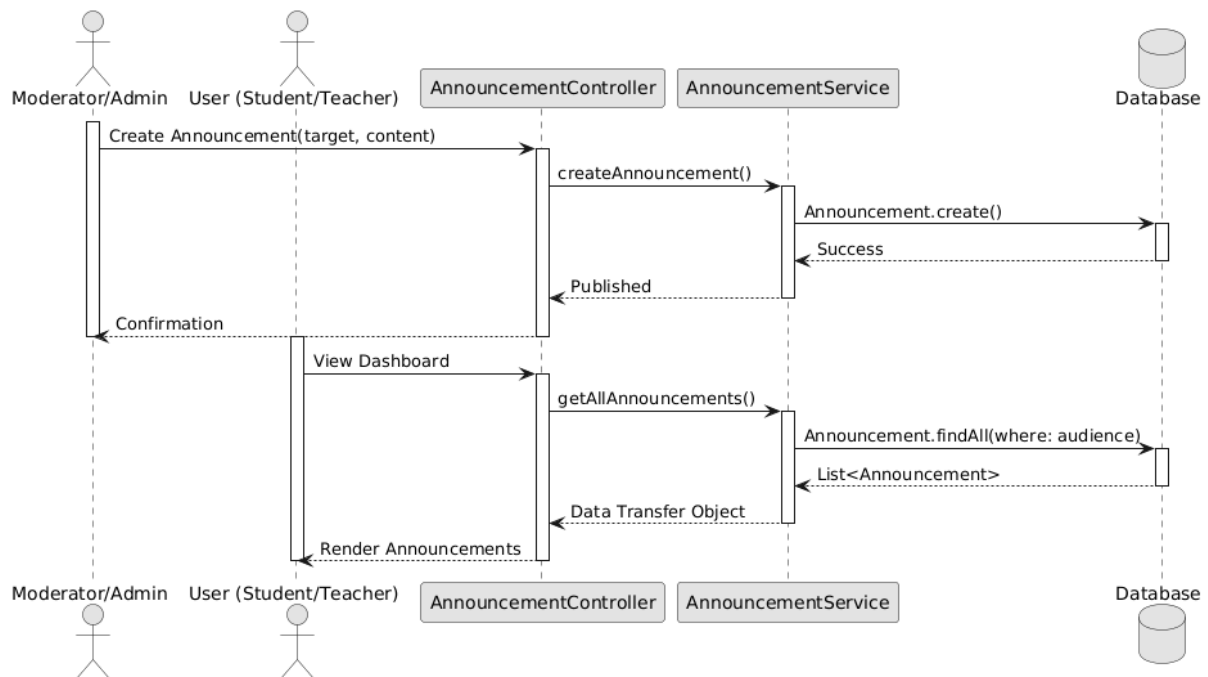 Moderator/Admin
User (Student/Teacher)
AnnouncementController
AnnouncementService
Database
Create Announcement(target, content)
createAnnouncement()
Announcement.create()
Success
Published
Confirmation
View Dashboard
getAllAnnouncements()
Announcement.findAll(where: audience)
List<Announcement>
Data Transfer Object
Render Announcements
Moderator/Admin
User (Student/Teacher)
AnnouncementController
AnnouncementService
Database